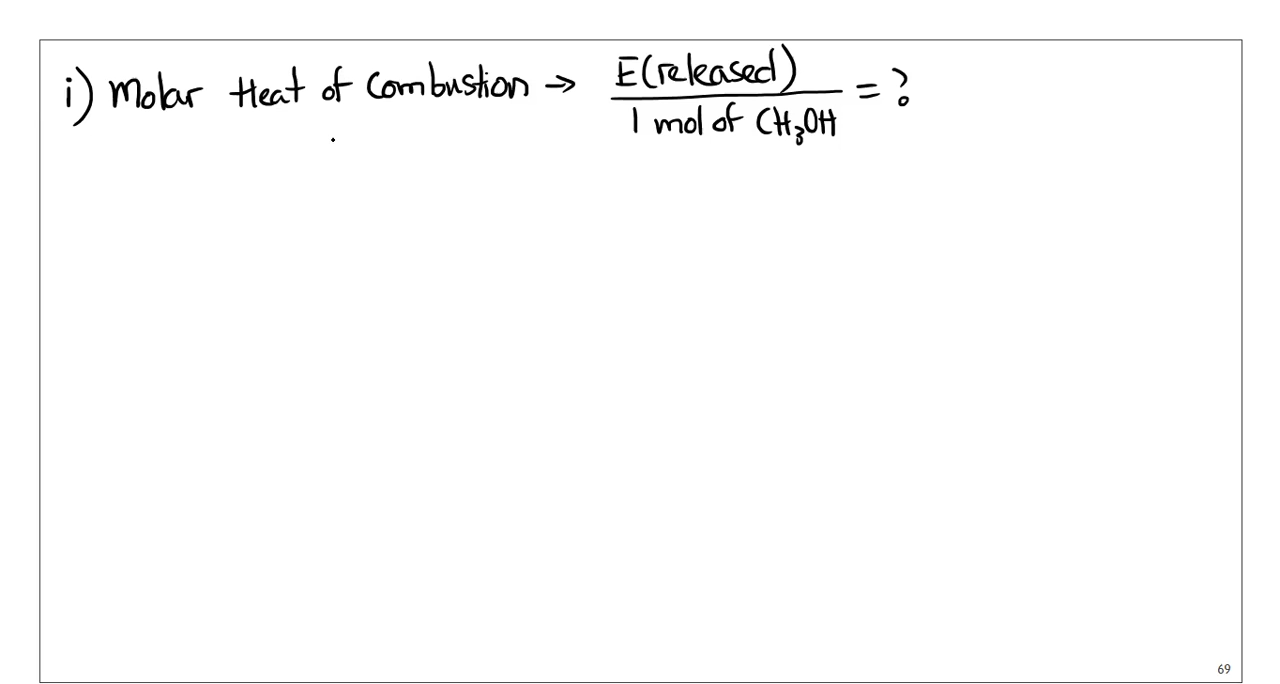 i) Molar Heat of Combustion → E(released) / 1 mol of CH₃OH = ?
69